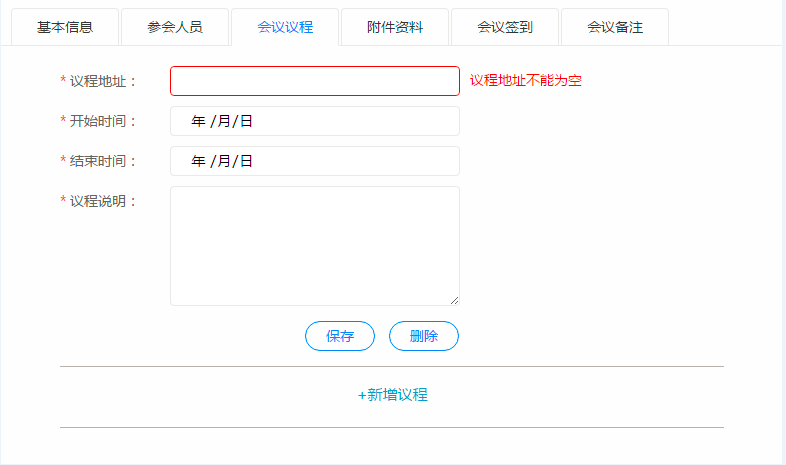 基本信息 参会人员 会议议程 附件资料 会议签到 会议备注
* 议程地址： 议程地址不能为空
* 开始时间： 年 /月/日
* 结束时间： 年 /月/日
* 议程说明：
保存 删除
+新增议程